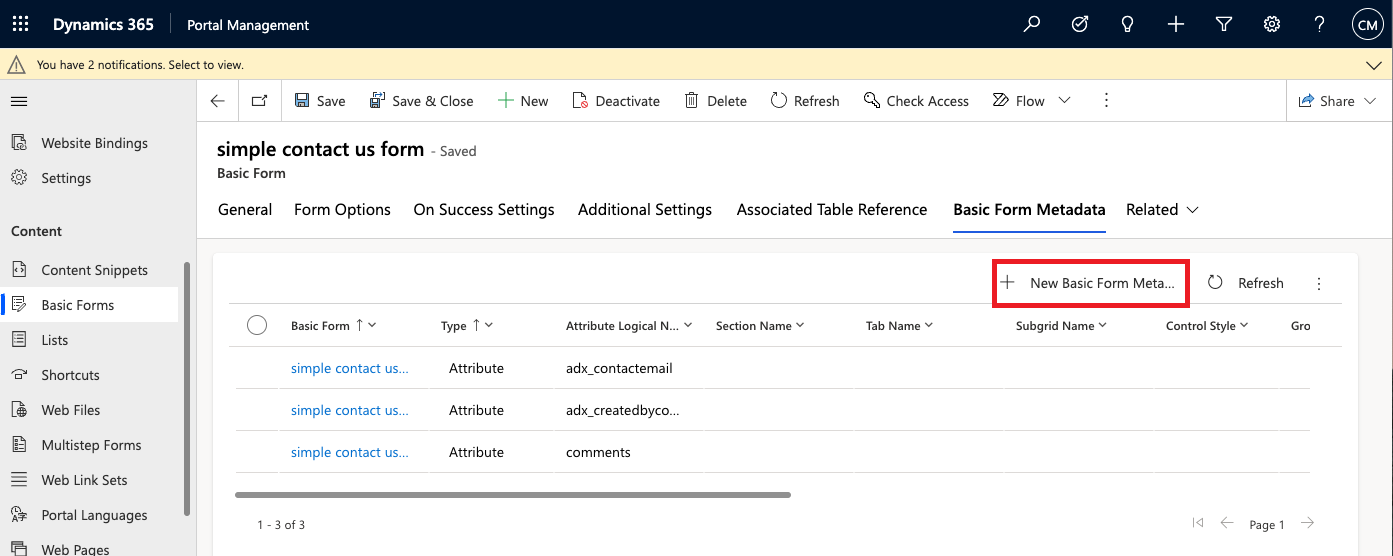 Dynamics 365 Portal Management CM
You have 2 notifications. Select to view.
Save Save & Close New Deactivate Delete Refresh Check Access Flow Share
Website Bindings
Settings
Content
Content Snippets
Basic Forms
Lists
Shortcuts
Web Files
Multistep Forms
Web Link Sets
Portal Languages
Web Pages
simple contact us form - Saved
Basic Form
General Form Options On Success Settings Additional Settings Associated Table Reference Basic Form Metadata Related
New Basic Form Meta... Refresh
Basic Form Type Attribute Logical N... Section Name Tab Name Subgrid Name Control Style Gro
simple contact us... Attribute adx_contactemail
simple contact us... Attribute adx_createdbyco...
simple contact us... Attribute comments
1 - 3 of 3 Page 1